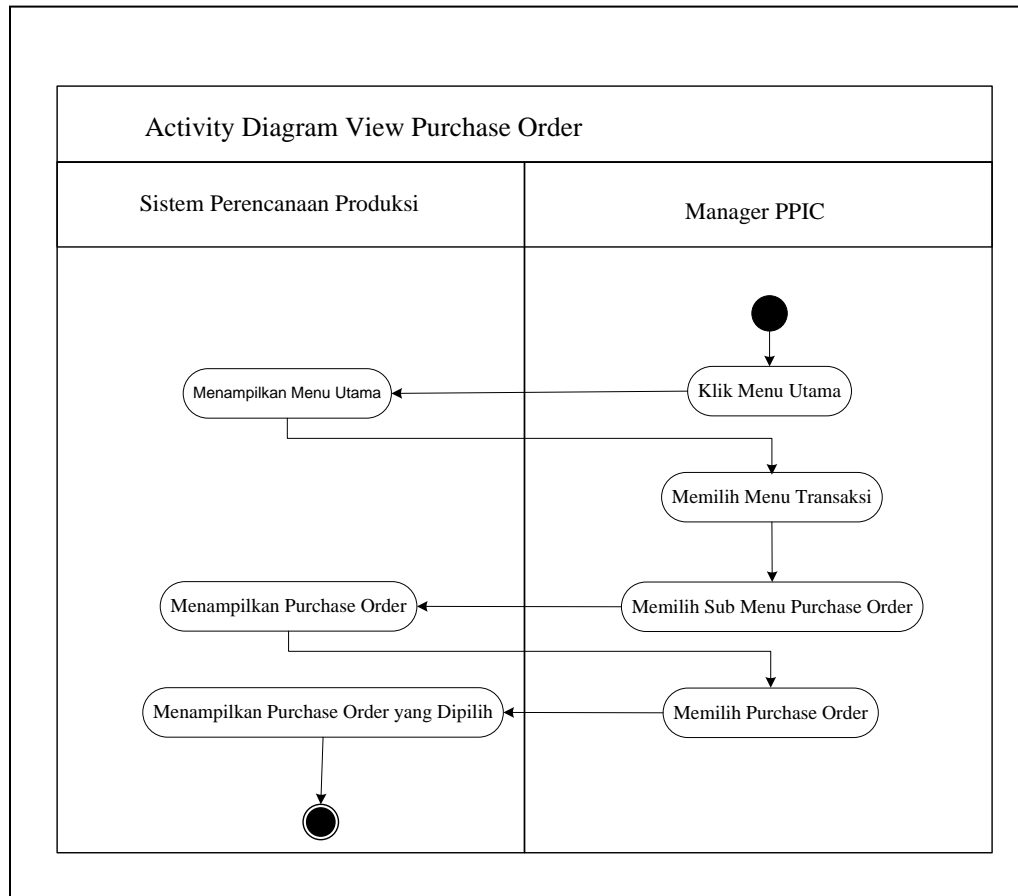 Activity Diagram View Purchase Order
Sistem Perencanaan Produksi
Manager PPIC
Menampilkan Menu Utama
Klik Menu Utama
Memilih Menu Transaksi
Menampilkan Purchase Order
Memilih Sub Menu Purchase Order
Menampilkan Purchase Order yang Dipilih
Memilih Purchase Order